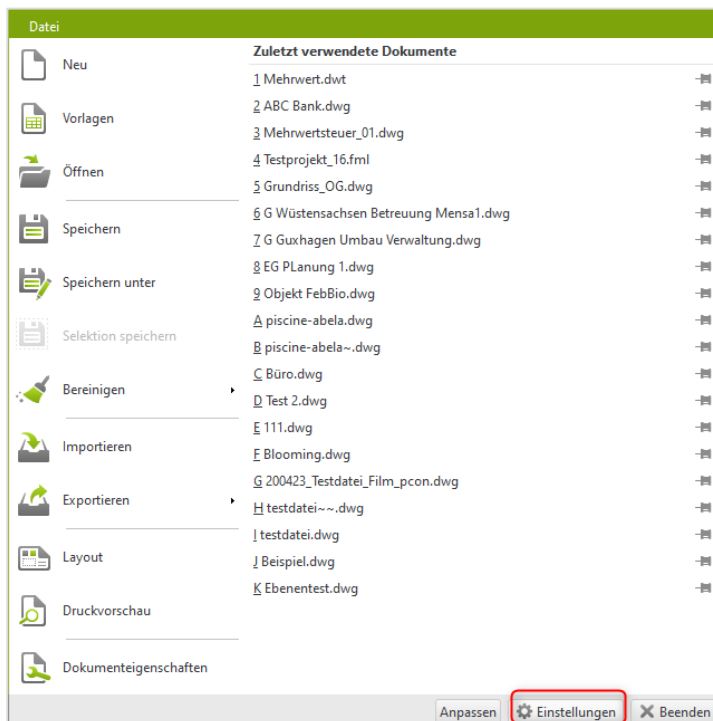 Datei
Neu
Vorlagen
Öffnen
Speichern
Speichern unter
Selektion speichern
Bereinigen
Importieren
Exportieren
Layout
Druckvorschau
Dokumenteigenschaften
Zuletzt verwendete Dokumente
1 Mehrwert.dwt
2 ABC Bank.dwg
3 Mehrwertsteuer_01.dwg
4 Testprojekt_16.fml
5 Grundriss_OG.dwg
6 G Wüstensachsen Betreuung Mensa1.dwg
7 G Guxhagen Umbau Verwaltung.dwg
8 EG PLanung 1.dwg
9 Objekt FebBio.dwg
A piscine-abela.dwg
B piscine-abela~.dwg
C Büro.dwg
D Test 2.dwg
E 111.dwg
F Blooming.dwg
G 200423_Testdatei_Film_pcon.dwg
H testdatei~~.dwg
I testdatei.dwg
J Beispiel.dwg
K Ebenentest.dwg
Anpassen Einstellungen Beenden